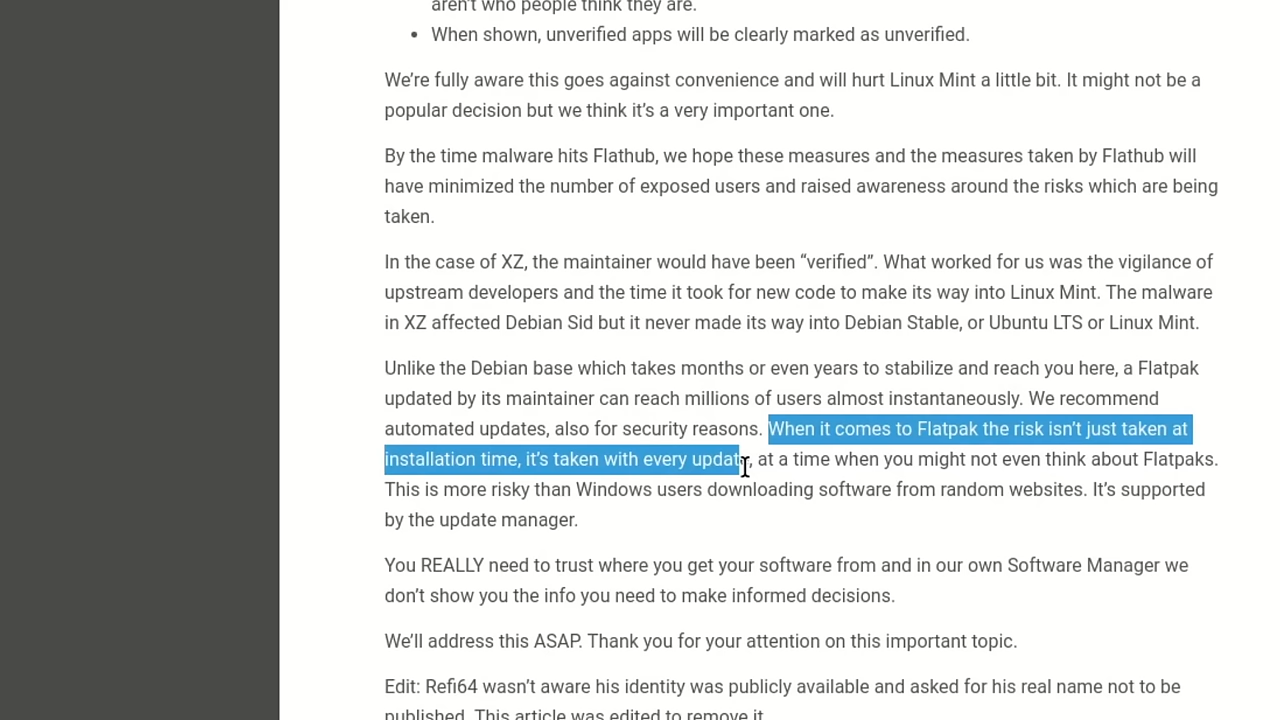 aren’t who people think they are.
• When shown, unverified apps will be clearly marked as unverified.
We’re fully aware this goes against convenience and will hurt Linux Mint a little bit. It might not be a
popular decision but we think it’s a very important one.
By the time malware hits Flathub, we hope these measures and the measures taken by Flathub will
have minimized the number of exposed users and raised awareness around the risks which are being
taken.
In the case of XZ, the maintainer would have been “verified”. What worked for us was the vigilance of
upstream developers and the time it took for new code to make its way into Linux Mint. The malware
in XZ affected Debian Sid but it never made its way into Debian Stable, or Ubuntu LTS or Linux Mint.
Unlike the Debian base which takes months or even years to stabilize and reach you here, a Flatpak
updated by its maintainer can reach millions of users almost instantaneously. We recommend
automated updates, also for security reasons. When it comes to Flatpak the risk isn’t just taken at
installation time, it’s taken with every update, at a time when you might not even think about Flatpaks.
This is more risky than Windows users downloading software from random websites. It’s supported
by the update manager.
You REALLY need to trust where you get your software from and in our own Software Manager we
don’t show you the info you need to make informed decisions.
We’ll address this ASAP. Thank you for your attention on this important topic.
Edit: Refi64 wasn’t aware his identity was publicly available and asked for his real name not to be
published. This article was edited to remove it.